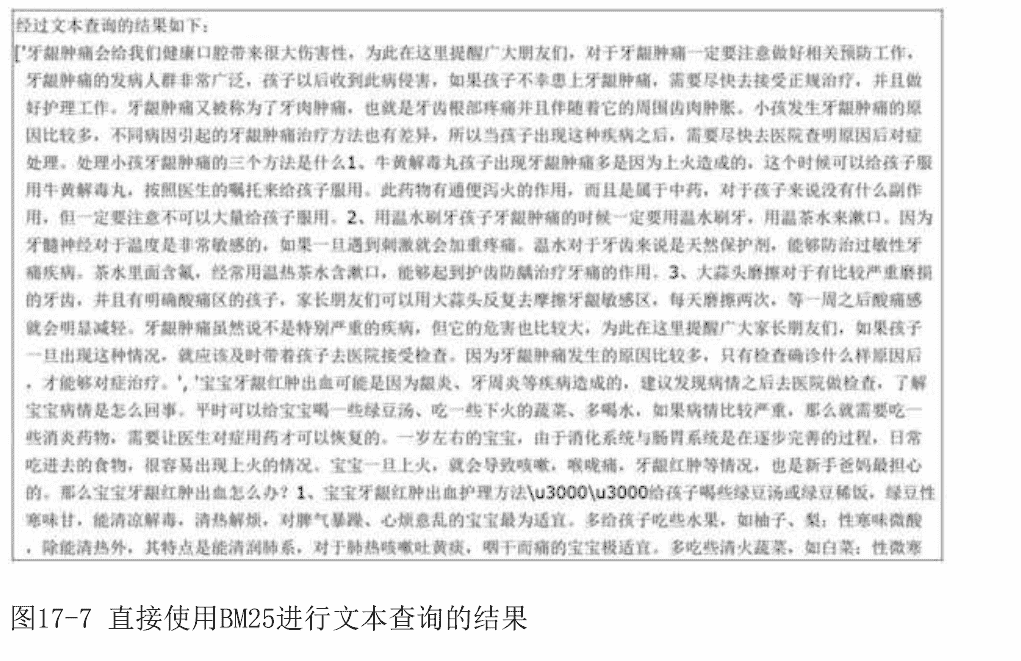 经过文本查询的结果如下：
['牙龈肿痛会给我们健康口腔带来很大伤害性，为此在这里提醒广大朋友们，对于牙龈肿痛一定要注意做好相关预防工作，
牙龈肿痛的发病人群非常广泛，孩子以后收到此病侵害，如果孩子不幸患上牙龈肿痛，需要尽快去接受正规治疗，并且做
好护理工作。牙龈肿痛又被称为了牙肉肿痛，也就是牙齿根部疼痛并且伴随着它的周围齿肉肿胀。小孩发生牙龈肿痛的原
因比较多，不同病因引起的牙龈肿痛治疗方法也有差异，所以当孩子出现这种疾病之后，需要尽快去医院查明原因后对症
处理。处理小孩牙龈肿痛的三个方法是什么1、牛黄解毒丸孩子出现牙龈肿痛多是因为上火造成的，这个时候可以给孩子服
用牛黄解毒丸，按照医生的嘱托来给孩子服用。此药物有通便泻火的作用，而且是属于中药，对于孩子来说没有什么副作
用，但一定要注意不可以大量给孩子服用。2、用温水刷牙孩子牙龈肿痛的时候一定要用温水刷牙，用温茶水来漱口。因为
牙髓神经对于温度是非常敏感的，如果一旦遇到刺激就会加重疼痛。温水对于牙齿来说是天然保护剂，能够防治过敏性牙
痛疾病。茶水里面含氟，经常用温热茶水含漱口，能够起到护齿防龋治疗牙痛的作用。3、大蒜头磨擦对于有比较严重磨损
的牙齿，并且有明确酸痛区的孩子，家长朋友们可以用大蒜头反复去摩擦牙龈敏感区，每天磨擦两次，等一周之后酸痛感
就会明显减轻。牙龈肿痛虽然说不是特别严重的疾病，但它的危害也比较大，为此在这里提醒广大家长朋友们，如果孩子
一旦出现这种情况，就应该及时带着孩子去医院接受检查。因为牙龈肿痛发生的原因比较多，只有检查确诊什么样原因后
，才能够对症治疗。', '宝宝牙龈红肿出血可能是因为龈炎、牙周炎等疾病造成的，建议发现病情之后去医院做检查，了解
宝宝病情是怎么回事。平时可以给宝宝喝一些绿豆汤、吃一些下火的蔬菜、多喝水，如果病情比较严重，那么就需要吃一
些消炎药物，需要让医生对症用药才可以恢复的。一岁左右的宝宝，由于消化系统与肠胃系统是在逐步完善的过程，日常
吃进去的食物，很容易出现上火的情况。宝宝一旦上火，就会导致咳嗽，喉咙痛，牙龈红肿等情况，也是新手爸妈最担心
的。那么宝宝牙龈红肿出血怎么办？1、宝宝牙龈红肿出血护理方法\u3000\u3000给孩子喝些绿豆汤或绿豆稀饭，绿豆性
寒味甘，能清凉解毒，清热解烦，对脾气暴躁、心烦意乱的宝宝最为适宜。多给孩子吃些水果，如柚子、梨：性寒味微酸
，除能清热外，其特点是能清润肺系，对于肺热咳嗽吐黄痰，咽干而痛的宝宝极适宜。多吃些清火蔬菜，如白菜：性微寒
图17-7 直接使用BM25进行文本查询的结果